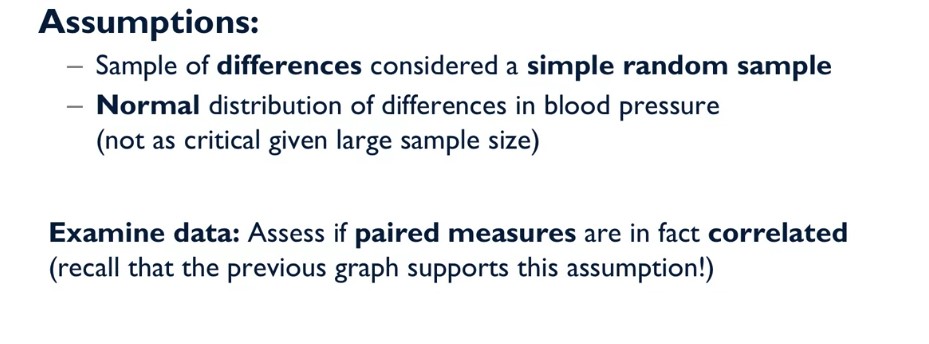 Assumptions:
– Sample of differences considered a simple random sample
– Normal distribution of differences in blood pressure
(not as critical given large sample size)
Examine data: Assess if paired measures are in fact correlated
(recall that the previous graph supports this assumption!)